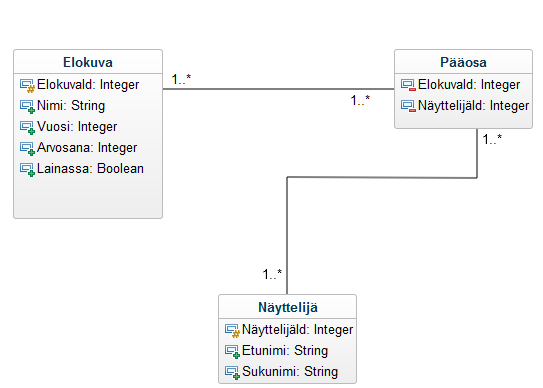 Elokuva
ElokuvaId: Integer
Nimi: String
Vuosi: Integer
Arvosana: Integer
Lainassa: Boolean
1..*
1..*
Pääosa
ElokuvaId: Integer
NäyttelijäId: Integer
1..*
1..*
Näyttelijä
NäyttelijäId: Integer
Etunimi: String
Sukunimi: String